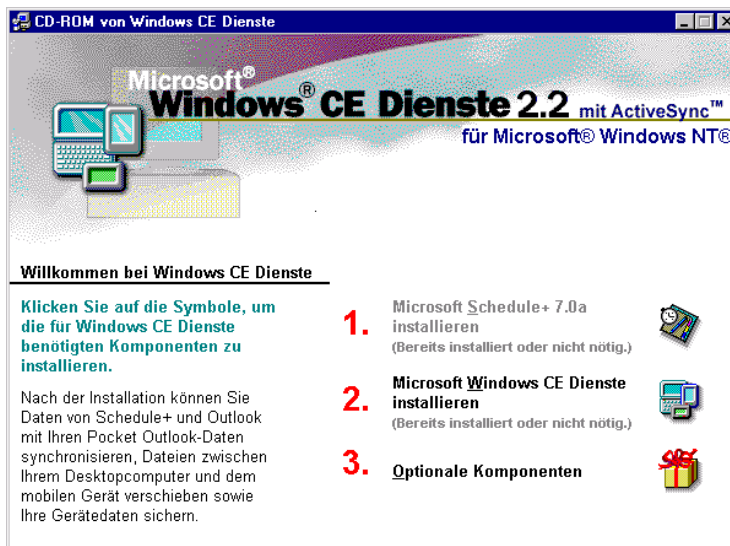 CD-ROM von Windows CE Dienste
Microsoft®
Windows® CE Dienste 2.2 mit ActiveSync™
für Microsoft® Windows NT®
Willkommen bei Windows CE Dienste
Klicken Sie auf die Symbole, um
die für Windows CE Dienste
benötigten Komponenten zu
installieren.
Nach der Installation können Sie
Daten von Schedule+ und Outlook
mit Ihren Pocket Outlook-Daten
synchronisieren, Dateien zwischen
Ihrem Desktopcomputer und dem
mobilen Gerät verschieben sowie
Ihre Gerätedaten sichern.
1. Microsoft Schedule+ 7.0a
installieren
(Bereits installiert oder nicht nötig.)
2. Microsoft Windows CE Dienste
installieren
(Bereits installiert oder nicht nötig.)
3. Optionale Komponenten